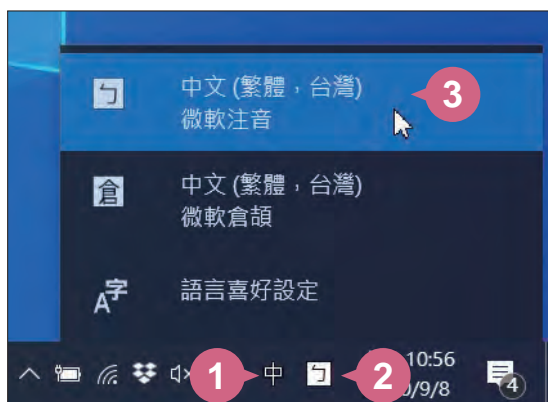 ㄅ
中文 (繁體，台灣)
微軟注音
3
倉
中文 (繁體，台灣)
微軟倉頡
A字
語言喜好設定
1
中
ㄅ
2
10:56
/9/8
4